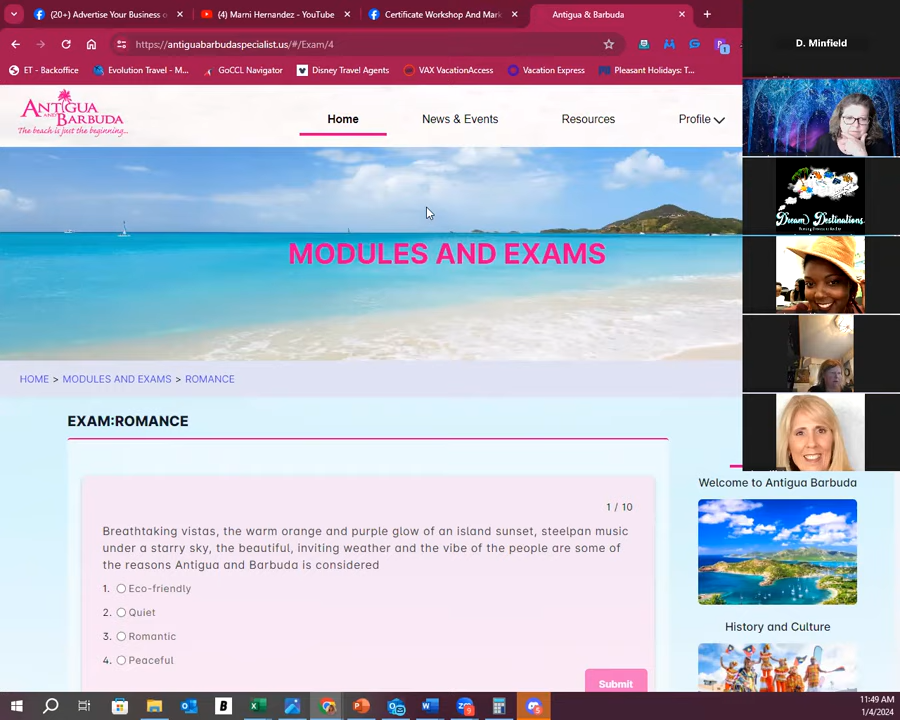 (20+) Advertise Your Business o
(4) Marni Hernandez - YouTube
Certificate Workshop And Mark
Antigua & Barbuda
https://antiguabarbudaspecialist.us/#/Exam/4
ET - Backoffice
Evolution Travel - M...
GoCCL Navigator
Disney Travel Agents
VAX VacationAccess
Vacation Express
Pleasant Holidays: T...
D. Minfield
ANTIGUA AND BARBUDA
The beach is just the beginning...
Home
News & Events
Resources
Profile
Dream Destinations
MODULES AND EXAMS
HOME > MODULES AND EXAMS > ROMANCE
EXAM:ROMANCE
1 / 10
Breathtaking vistas, the warm orange and purple glow of an island sunset, steelpan music
under a starry sky, the beautiful, inviting weather and the vibe of the people are some of
the reasons Antigua and Barbuda is considered
1. Eco-friendly
2. Quiet
3. Romantic
4. Peaceful
Submit
Welcome to Antigua Barbuda
History and Culture
11:49 AM
1/4/2024